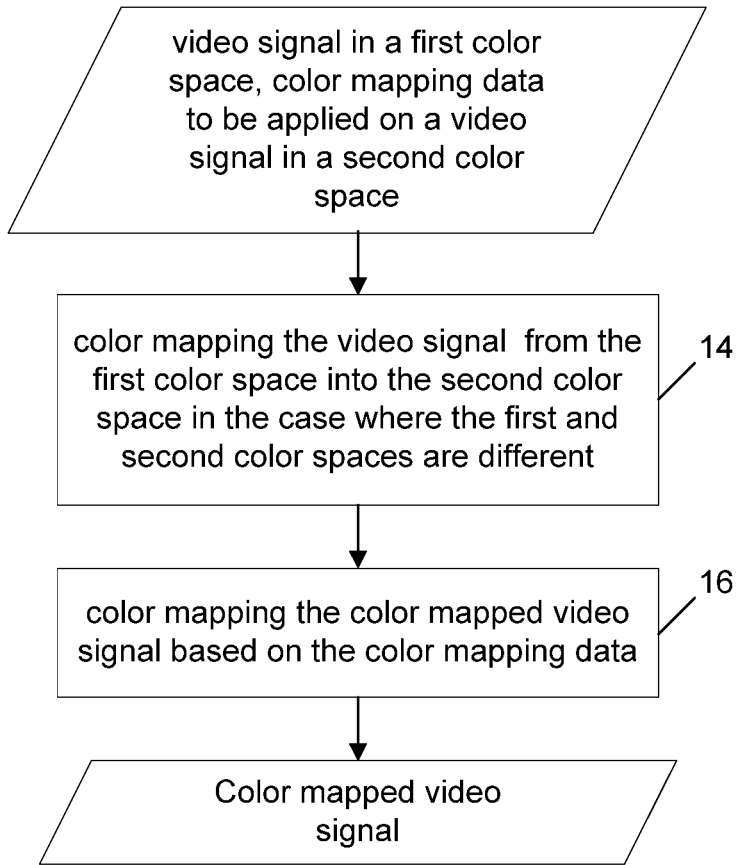 video signal in a first color
space, color mapping data
to be applied on a video
signal in a second color
space
color mapping the video signal from the
first color space into the second color
space in the case where the first and
second color spaces are different
14
color mapping the color mapped video
signal based on the color mapping data
16
Color mapped video
signal